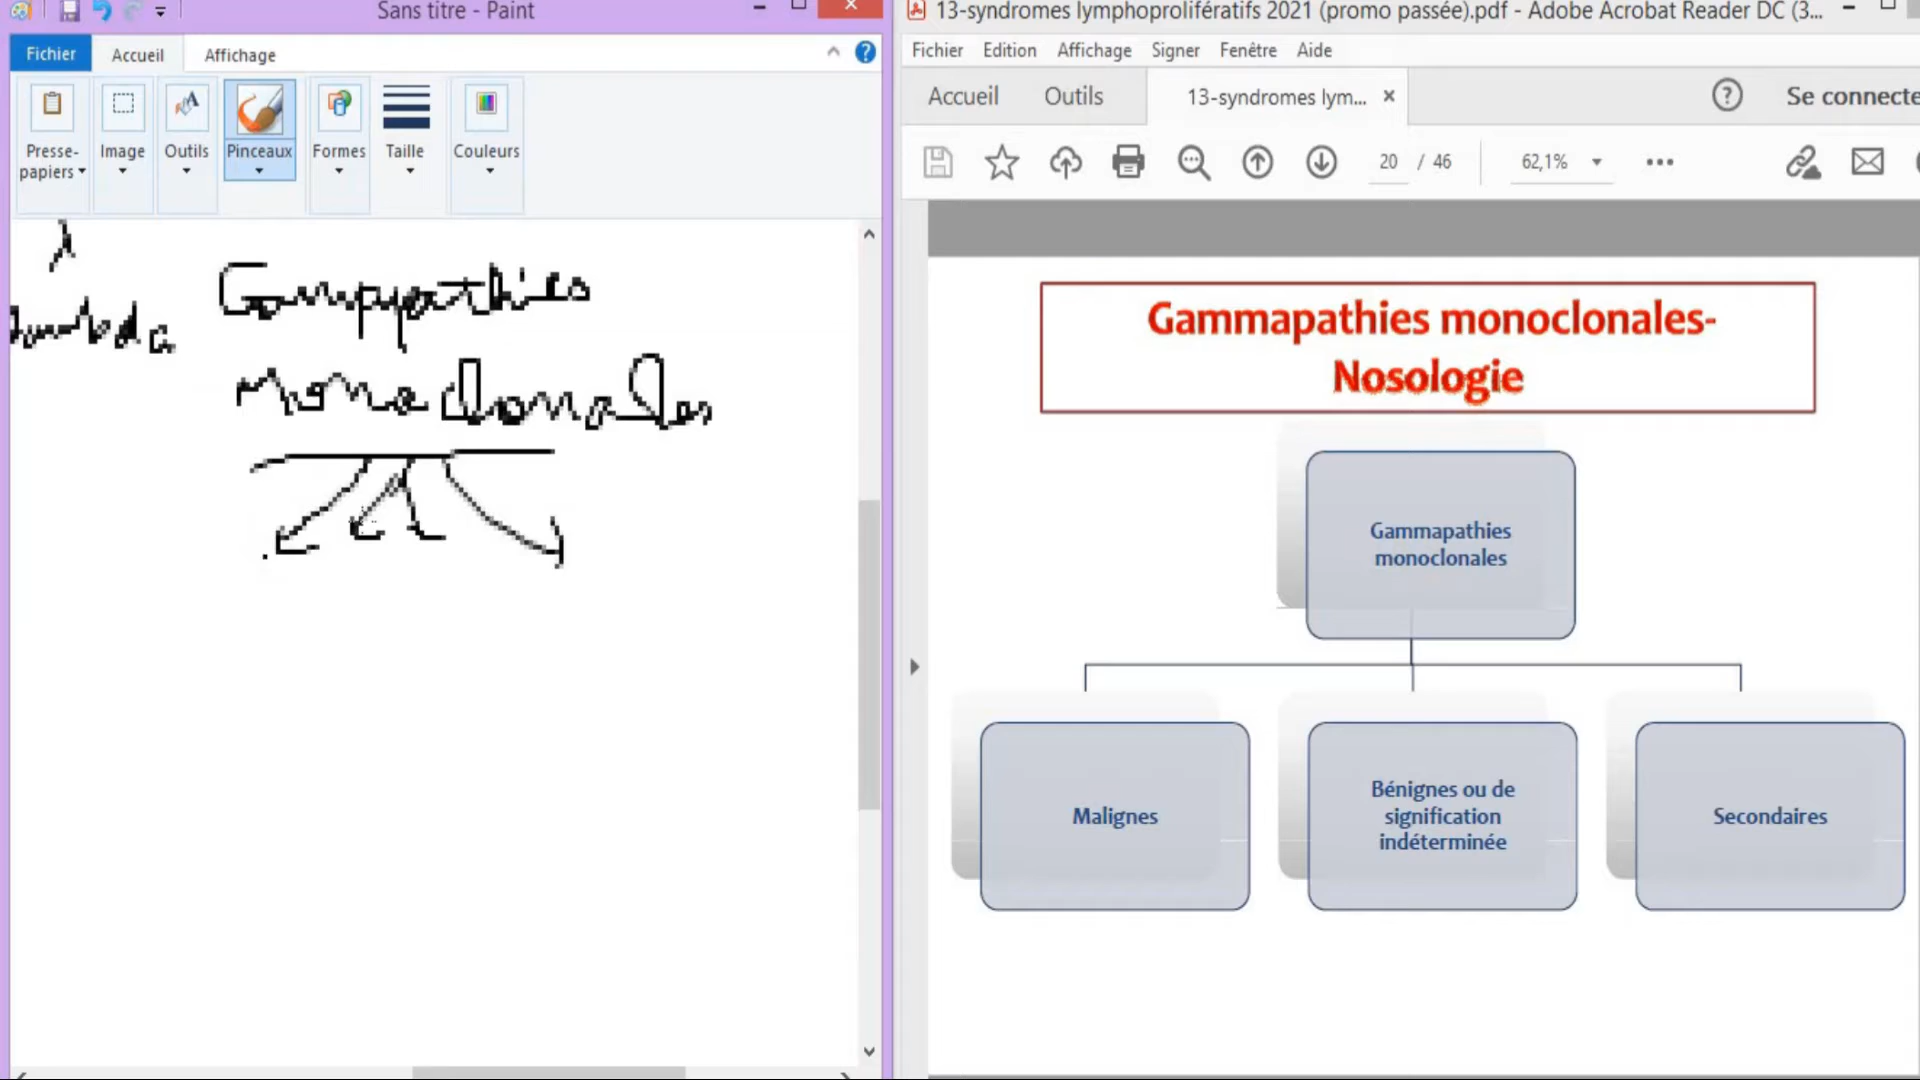 Sans titre - Paint
Fichier
Accueil
Affichage
Presse-
papiers
Image
Outils
Pinceaux
Formes
Taille
Couleurs
λ
Gammpathies
monoclonales
13-syndromes lymphoprolifératifs 2021 (promo passée).pdf - Adobe Acrobat Reader DC (3...
Fichier Edition Affichage Signer Fenêtre Aide
Accueil
Outils
13-syndromes lym...
Se connecte
20 / 46
62,1%
Gammapathies monoclonales-
Nosologie
Gammapathies
monoclonales
Malignes
Bénignes ou de
signification
indéterminée
Secondaires